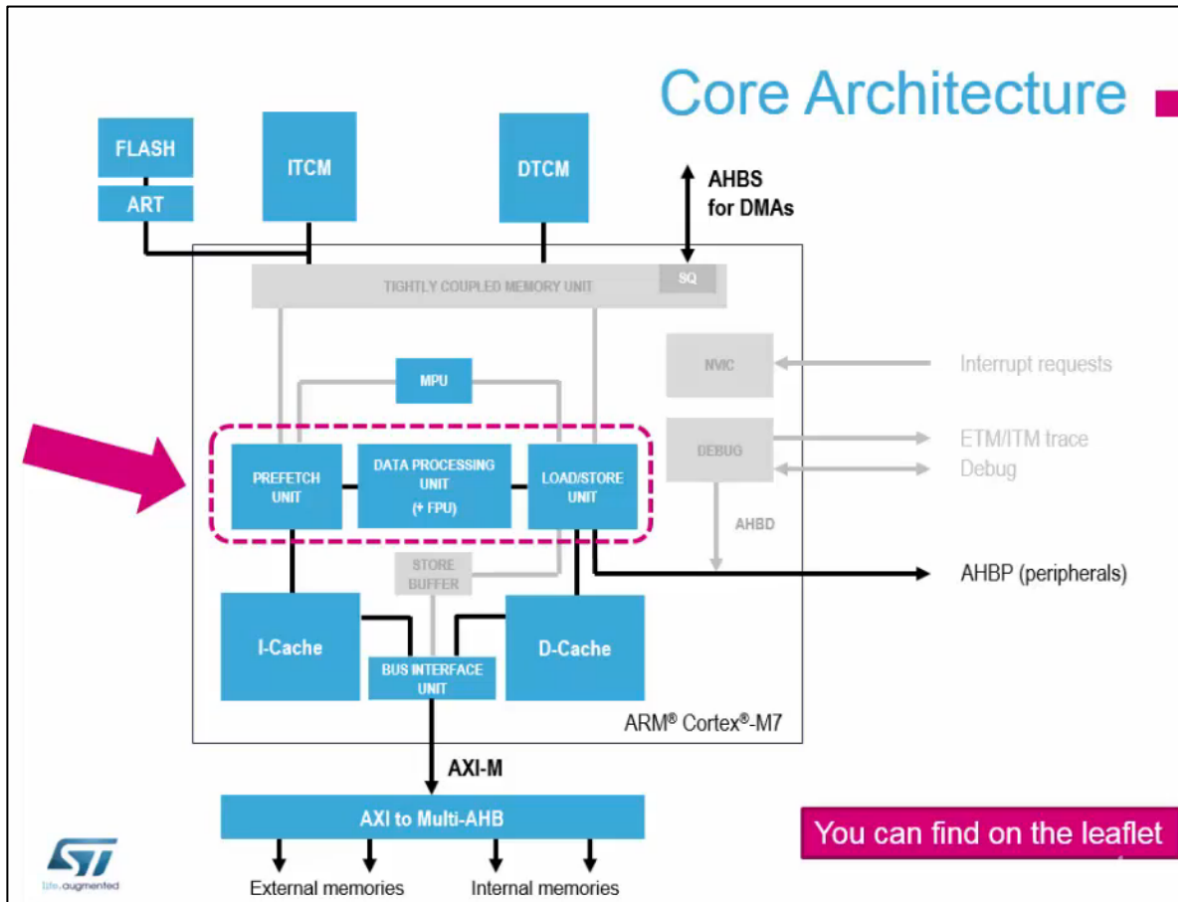 Core Architecture
FLASH
ART
ITCM
DTCM
AHBS
for DMAs
TIGHTLY COUPLED MEMORY UNIT
SQ
MPU
NVIC
Interrupt requests
DEBUG
ETM/ITM trace
Debug
AHBD
PREFETCH
UNIT
DATA PROCESSING
UNIT
(+ FPU)
LOAD/STORE
UNIT
STORE
BUFFER
AHBP (peripherals)
I-Cache
BUS INTERFACE
UNIT
D-Cache
ARM® Cortex®-M7
AXI-M
AXI to Multi-AHB
External memories
Internal memories
You can find on the leaflet
ST
life.augmented